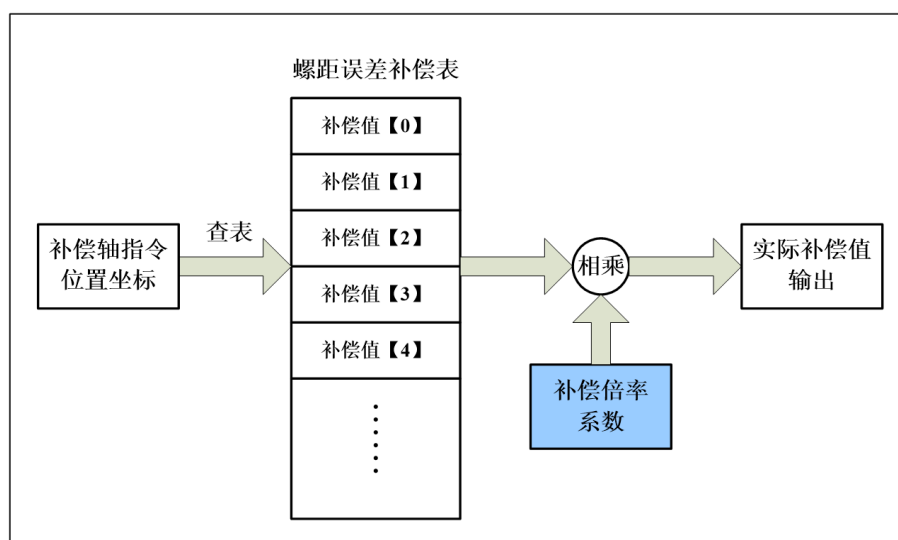 螺距误差补偿表
补偿值【0】
补偿值【1】
补偿值【2】
补偿值【3】
补偿值【4】
补偿轴指令
位置坐标
查表
相乘
实际补偿值
输出
补偿倍率
系数